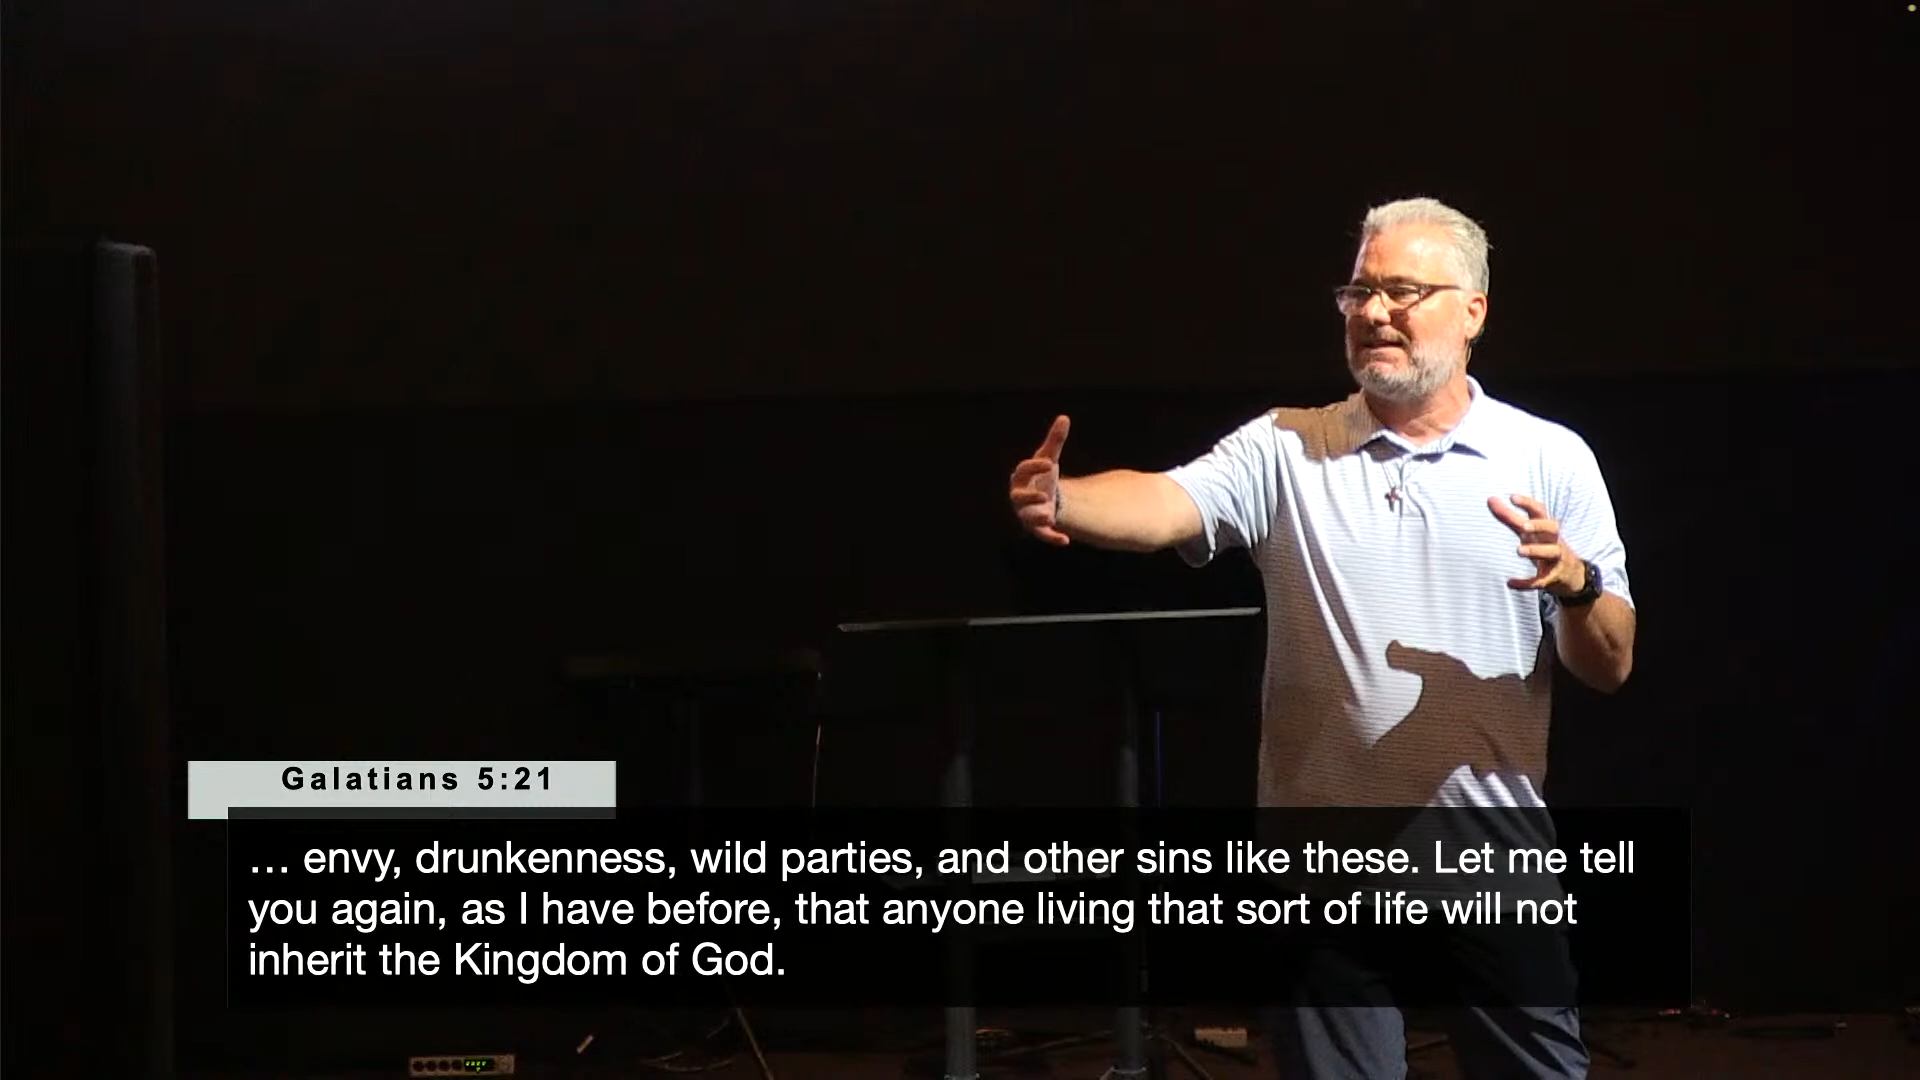 Galatians 5:21
… envy, drunkenness, wild parties, and other sins like these. Let me tell
you again, as I have before, that anyone living that sort of life will not
inherit the Kingdom of God.